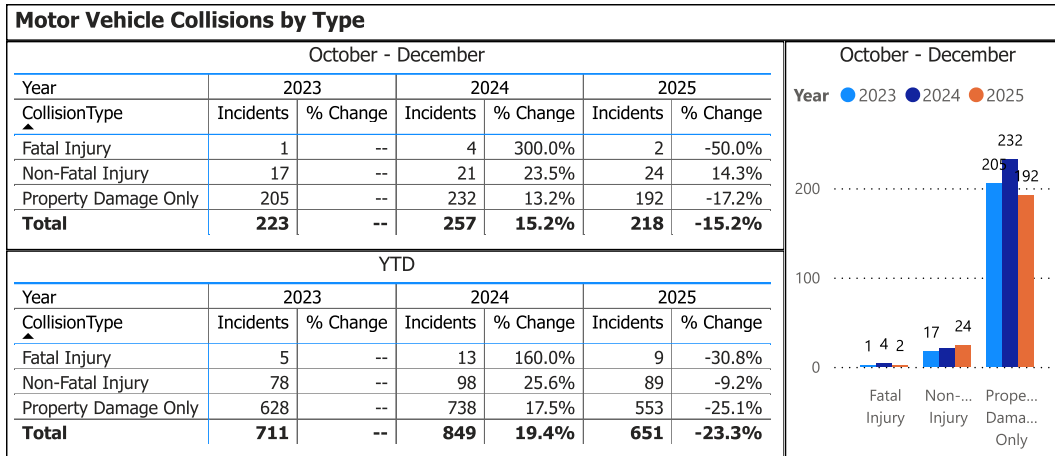 Motor Vehicle Collisions by Type
October - December
Year 2023 2024 2025
CollisionType Incidents % Change Incidents % Change Incidents % Change
Fatal Injury 1 -- 4 300.0% 2 -50.0%
Non-Fatal Injury 17 -- 21 23.5% 24 14.3%
Property Damage Only 205 -- 232 13.2% 192 -17.2%
Total 223 -- 257 15.2% 218 -15.2%
YTD
Year 2023 2024 2025
CollisionType Incidents % Change Incidents % Change Incidents % Change
Fatal Injury 5 -- 13 160.0% 9 -30.8%
Non-Fatal Injury 78 -- 98 25.6% 89 -9.2%
Property Damage Only 628 -- 738 17.5% 553 -25.1%
Total 711 -- 849 19.4% 651 -23.3%
October - December
Year 2023 2024 2025
232
205
192
200
100
17 24
1 4 2
0
Fatal Non-... Prope...
Injury Injury Dama...
Only